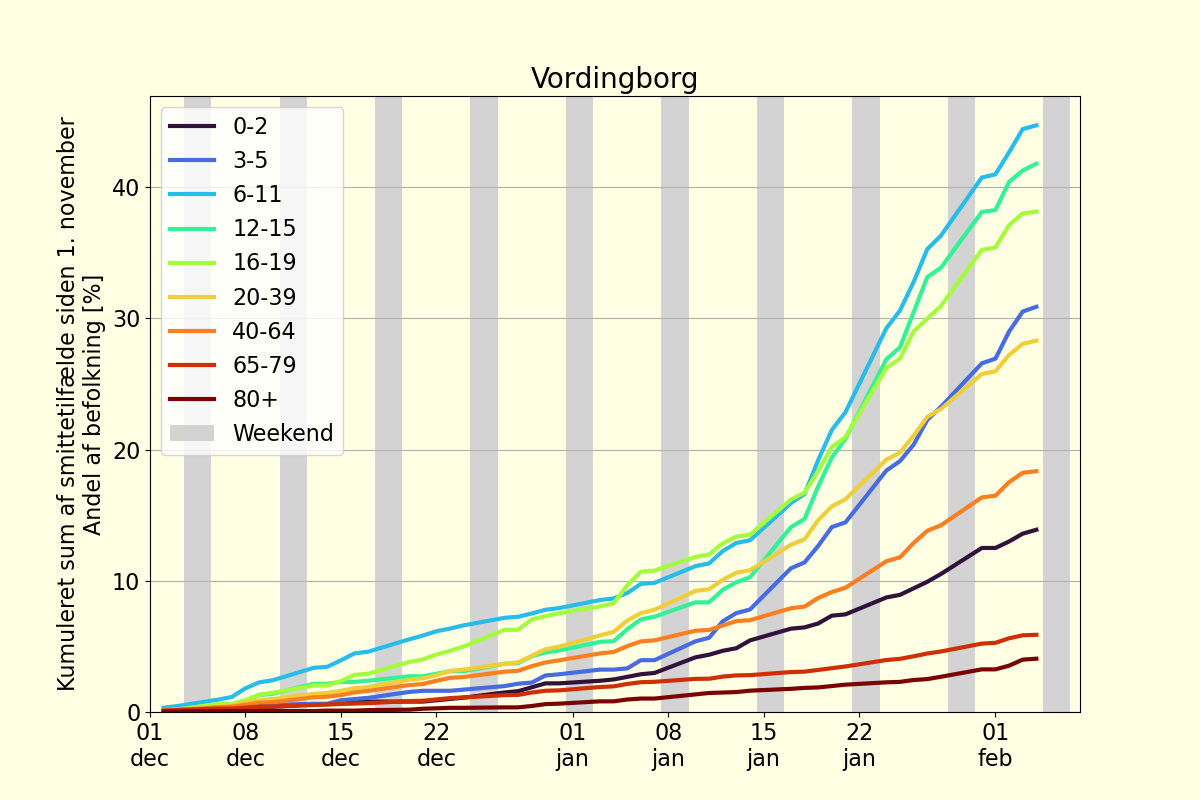 Vordingborg
Kumuleret sum af smittetilfælde siden 1. november
Andel af befolkning [%]
40
30
20
10
0
0-2
3-5
6-11
12-15
16-19
20-39
40-64
65-79
80+
Weekend
01 08 15 22 01 08 15 22 01
dec dec dec dec jan jan jan jan feb